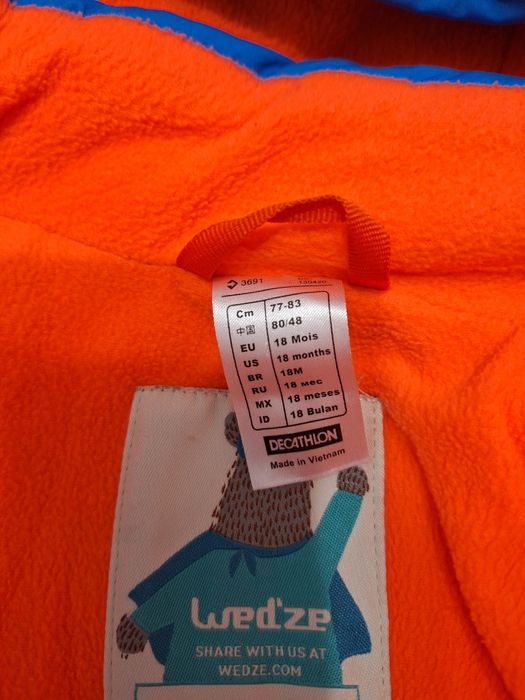 3691
Cm 77-83
中国 80/48
EU 18 Mois
US 18 months
BR 18M
RU 18 мес
MX 18 meses
ID 18 Bulan
DECATHLON
Made in Vietnam
Wed'ze
SHARE WITH US AT
WEDZE.COM